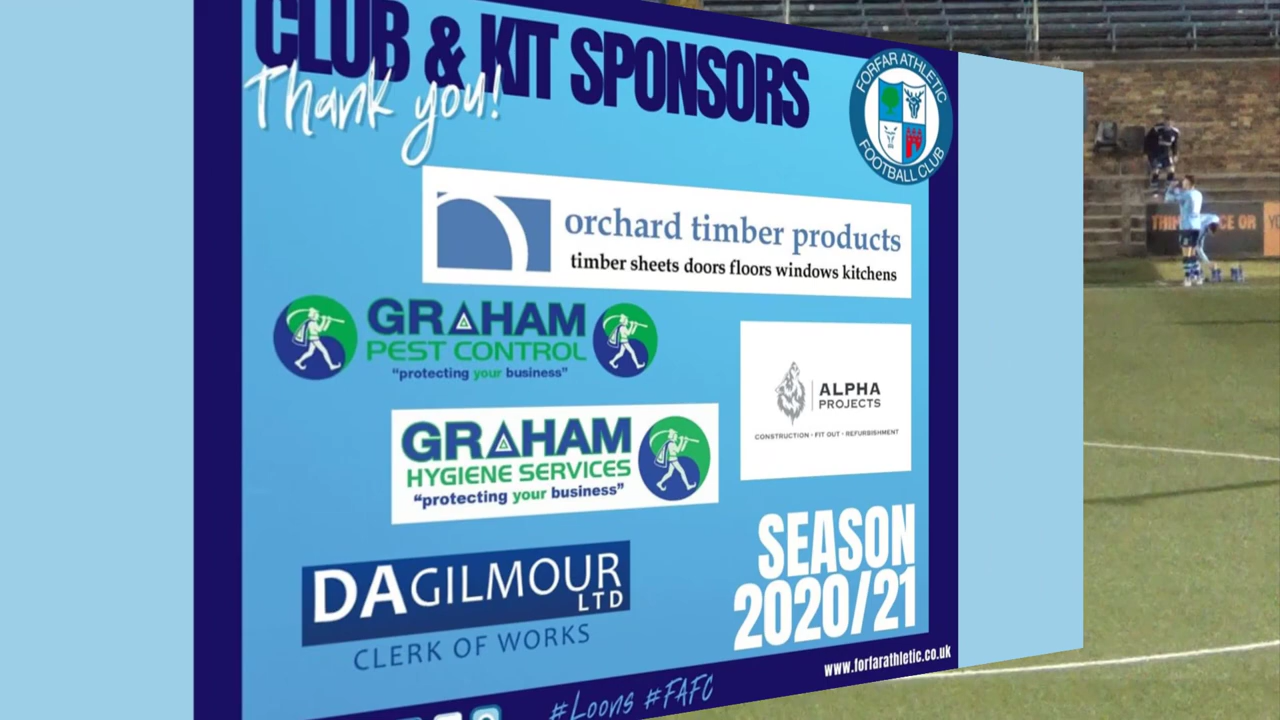 CLUB & KIT SPONSORS
Thank you!
FORFAR ATHLETIC
FOOTBALL CLUB
orchard timber products
timber sheets doors floors windows kitchens
GRAHAM
PEST CONTROL
“protecting your business”
ALPHA
PROJECTS
CONSTRUCTION • FIT OUT • REFURBISHMENT
GRAHAM
HYGIENE SERVICES
“protecting your business”
SEASON
2020/21
DAGILMOUR
LTD
CLERK OF WORKS
www.forfarathletic.co.uk
#Loons #FAFC
CE OR